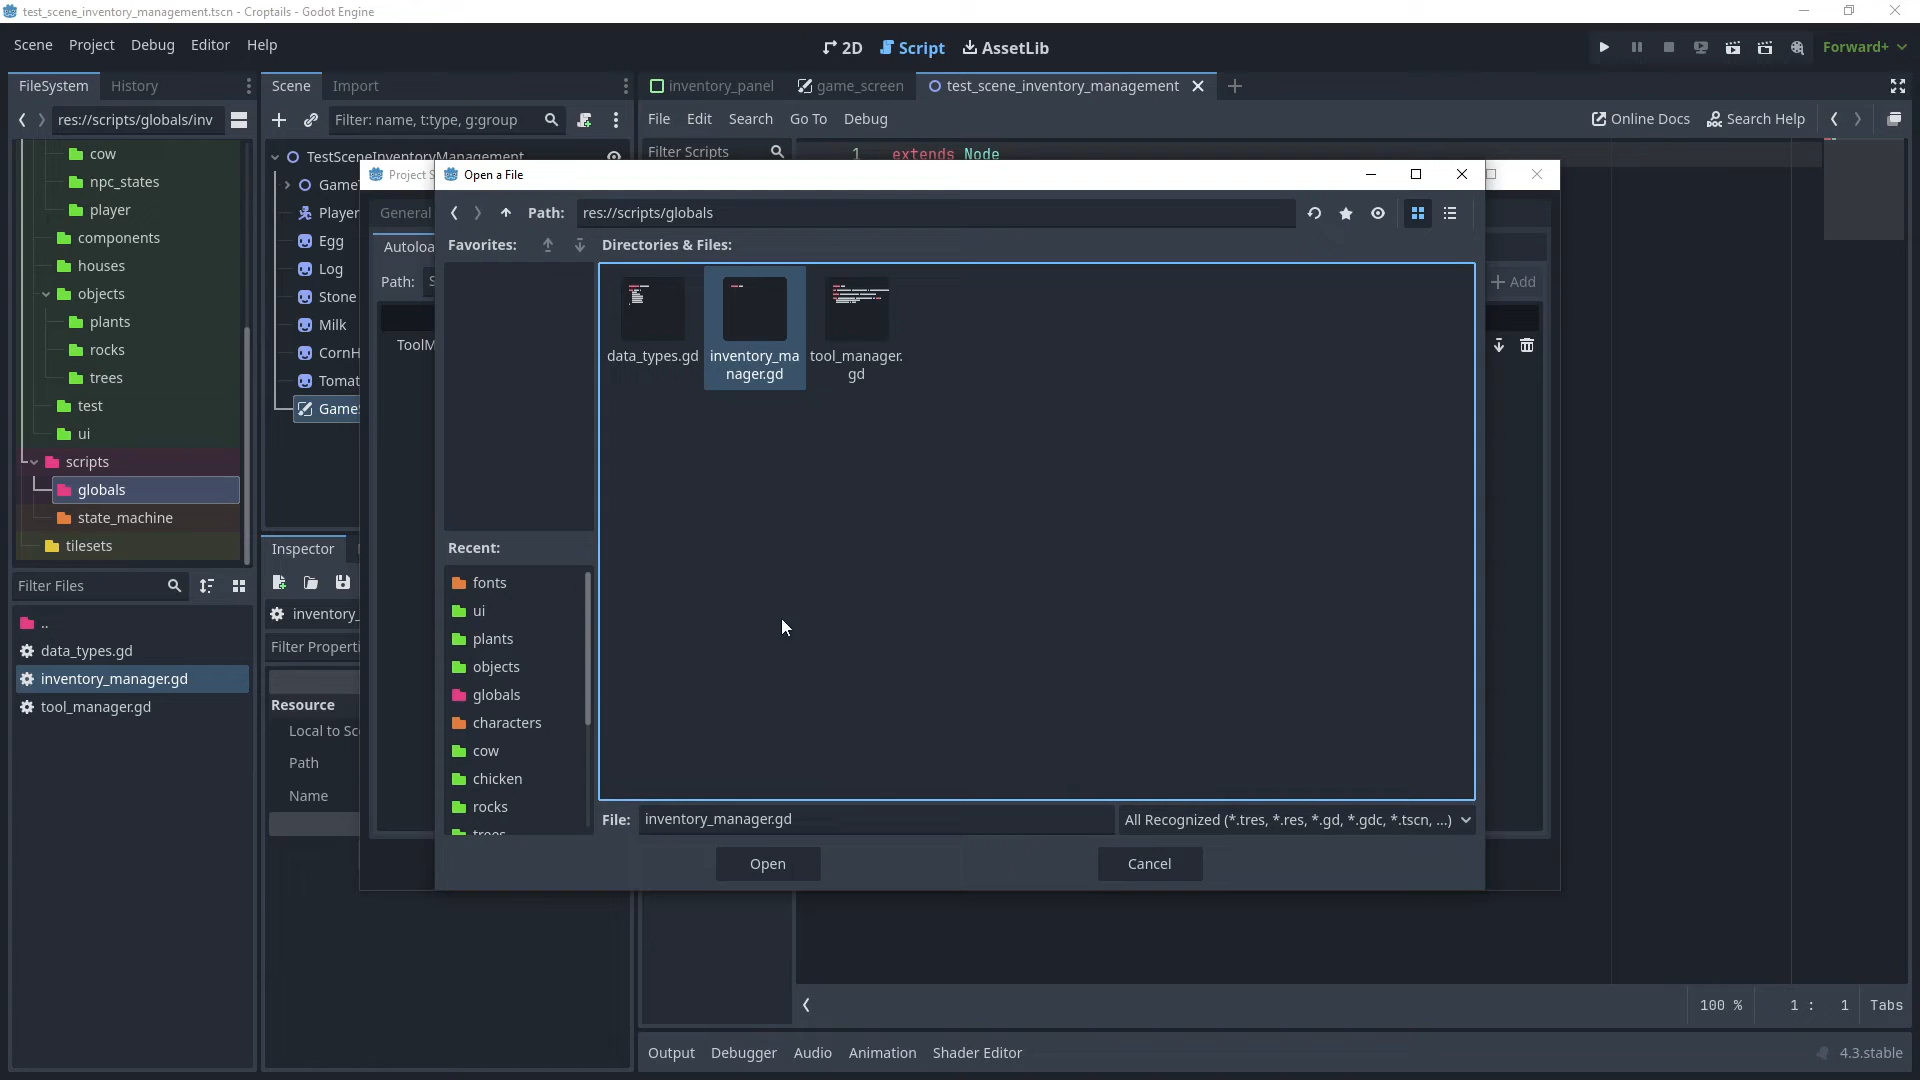 test_scene_inventory_management.tscn - Croptails - Godot Engine
Scene Project Debug Editor Help
2D Script AssetLib
Forward+
FileSystem History
res://scripts/globals/inv
cow
npc_states
player
components
houses
objects
plants
rocks
trees
test
ui
scripts
globals
state_machine
tilesets
Filter Files
..
data_types.gd
inventory_manager.gd
tool_manager.gd
Scene Import
Filter: name, t:type, g:group
TestSceneInventoryManagement
Game
Player
Egg
Log
Stone
Milk
CornH
Tomat
Game
Inspector
inventory_
Filter Properti
Resource
Local to Sc
Path
Name
inventory_panel game_screen test_scene_inventory_management
File Edit Search Go To Debug
Online Docs Search Help
Filter Scripts
1 extends Node
Project S
General
Autoloa
Path: S
Add
ToolM
Open a File
Path: res://scripts/globals
Favorites:
Directories & Files:
data_types.gd
inventory_ma
nager.gd
tool_manager.
gd
Recent:
fonts
ui
plants
objects
globals
characters
cow
chicken
rocks
trees
File: inventory_manager.gd All Recognized (*.tres, *.res, *.gd, *.gdc, *.tscn, ...)
Open Cancel
100 % 1 : 1 Tabs
Output Debugger Audio Animation Shader Editor
4.3.stable